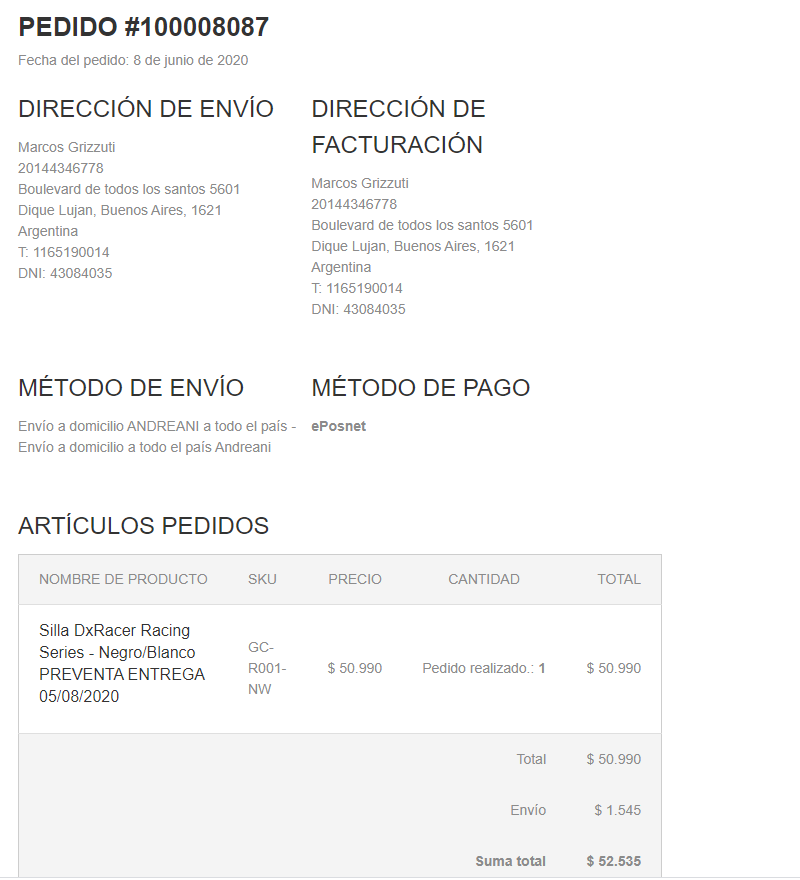 PEDIDO #100008087
Fecha del pedido: 8 de junio de 2020
DIRECCIÓN DE ENVÍO
Marcos Grizzuti
20144346778
Boulevard de todos los santos 5601
Dique Lujan, Buenos Aires, 1621
Argentina
T: 1165190014
DNI: 43084035
DIRECCIÓN DE
FACTURACIÓN
Marcos Grizzuti
20144346778
Boulevard de todos los santos 5601
Dique Lujan, Buenos Aires, 1621
Argentina
T: 1165190014
DNI: 43084035
MÉTODO DE ENVÍO
Envío a domicilio ANDREANI a todo el país -
Envío a domicilio a todo el país Andreani
MÉTODO DE PAGO
ePosnet
ARTÍCULOS PEDIDOS
NOMBRE DE PRODUCTO SKU PRECIO CANTIDAD TOTAL
Silla DxRacer Racing
Series - Negro/Blanco
PREVENTA ENTREGA
05/08/2020
GC-
R001-
NW
$ 50.990
Pedido realizado.: 1
$ 50.990
Total $ 50.990
Envío $ 1.545
Suma total $ 52.535